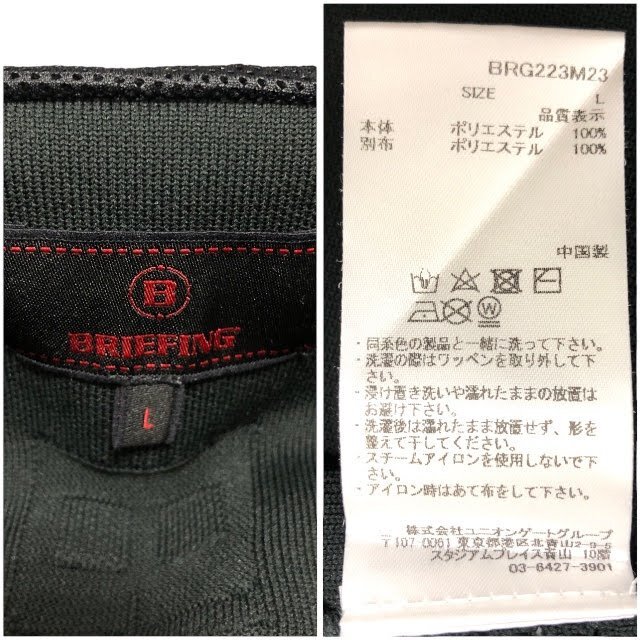 B
BRIEFING
L
BRG223M23
SIZE L
品質表示
本体 ポリエステル 100%
別布 ポリエステル 100%
中国製
W
・同系色の製品と一緒に洗って下さい。
・洗濯の際はワッペンを取り外して下
さい。
・浸け置き洗いや濡れたままの放置は
お避け下さい。
・洗濯後は濡れたまま放置せず、形を
整えて干してください。
・スチームアイロンを使用しないで下
さい。
・アイロン時はあて布をして下さい。
株式会社ユニオンゲートグループ
〒107-0061 東京都港区北青山2-9-5
スタジアムプレイス青山 10階
03-6427-3901